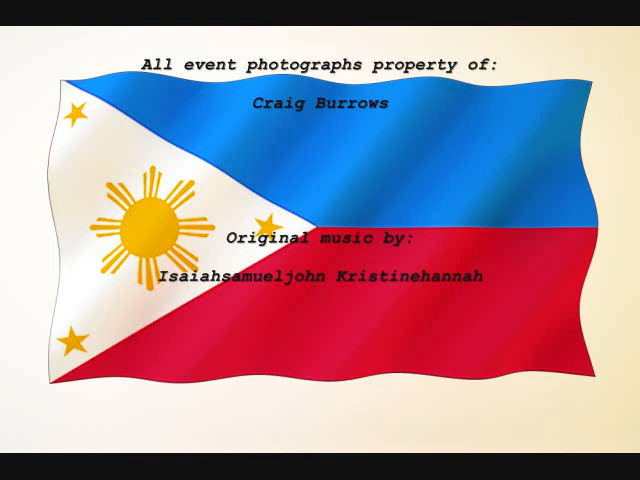 All event photographs property of:
Craig Burrows
Original music by:
Isaiahsamueljohn Kristinehannah